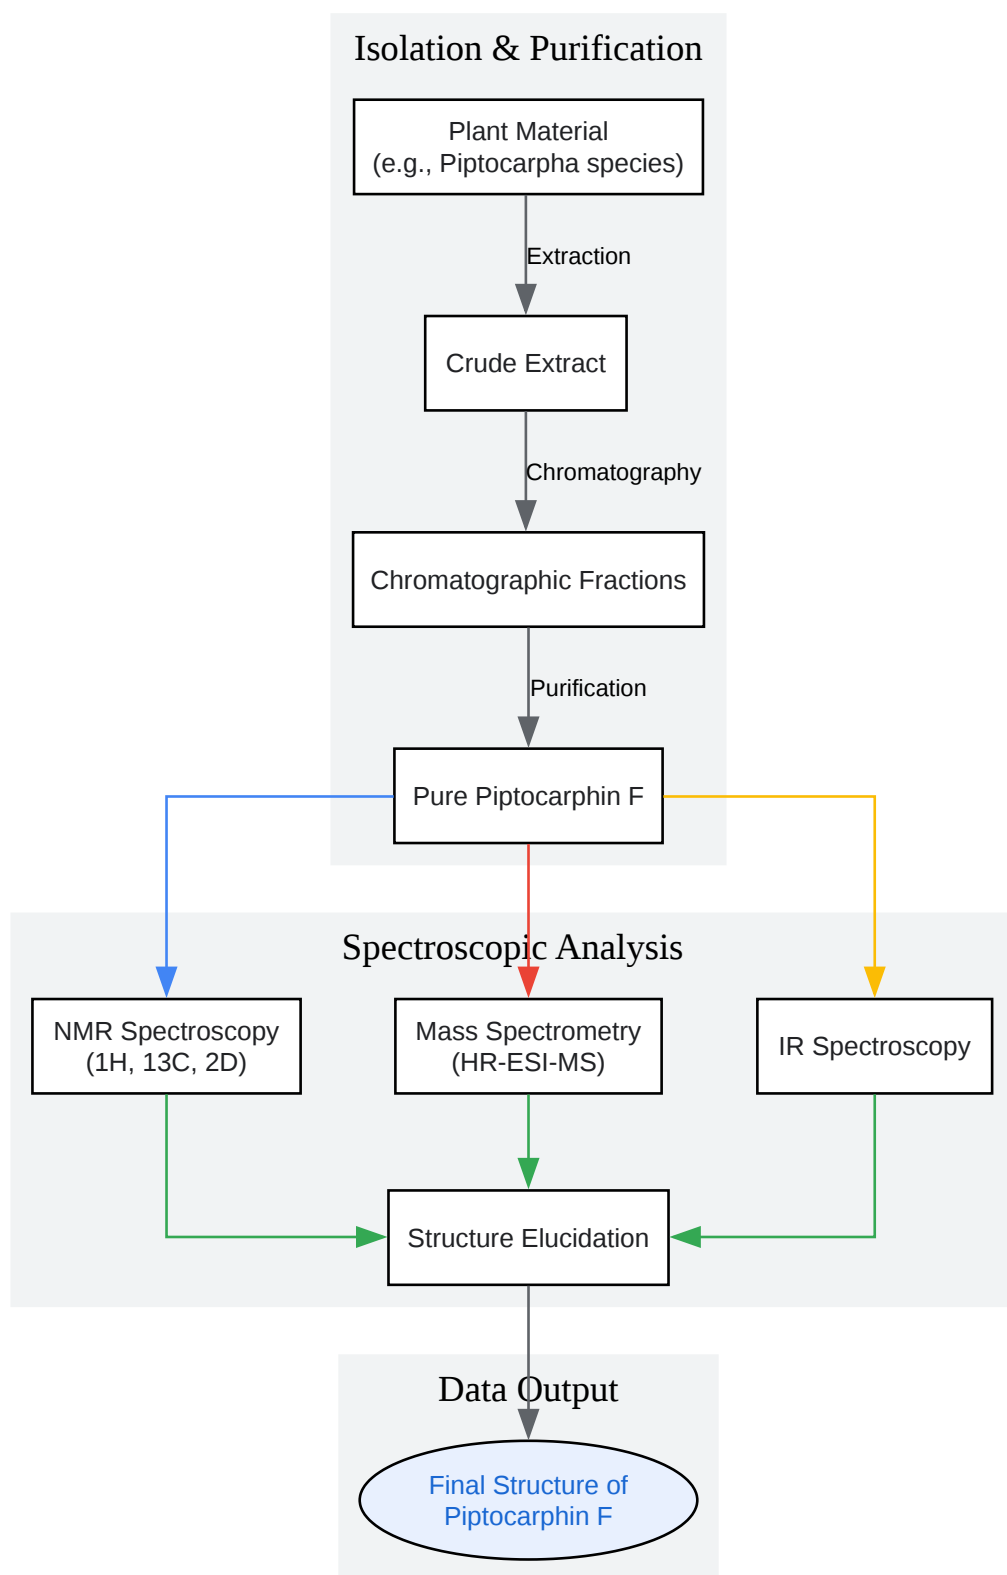 Isolation & Purification
Plant Material
(e.g., Piptocarpha species)
Extraction
Crude Extract
Chromatography
Chromatographic Fractions
Purification
Pure Piptocarphin F
Spectroscopic Analysis
NMR Spectroscopy
(1H, 13C, 2D)
Mass Spectrometry
(HR-ESI-MS)
IR Spectroscopy
Structure Elucidation
Data Output
Final Structure of
Piptocarphin F